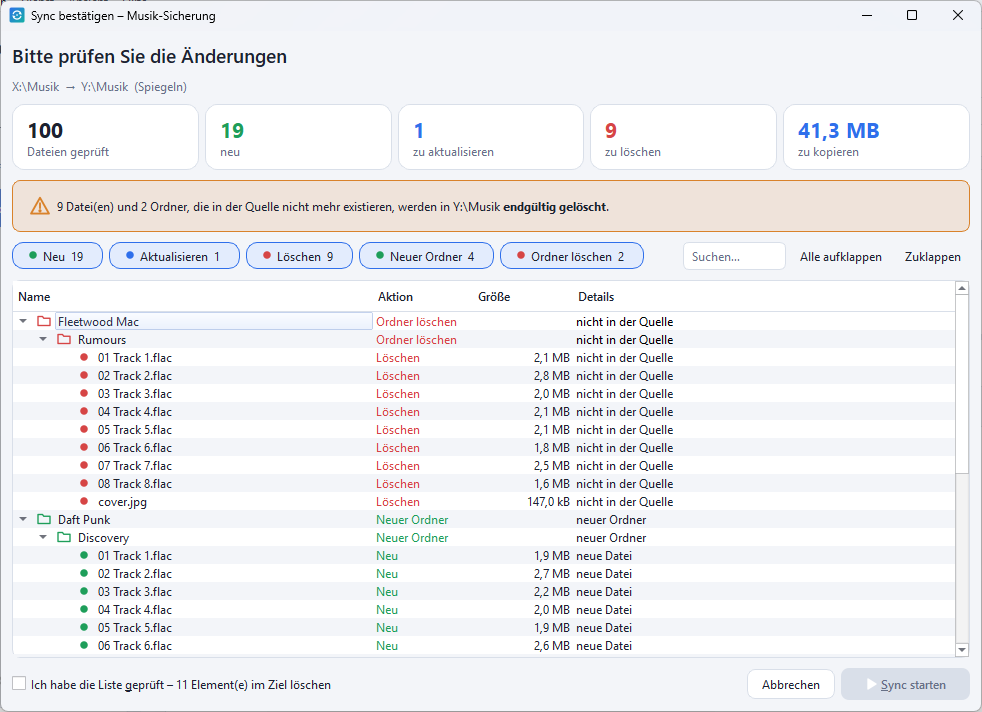 Sync bestätigen – Musik-Sicherung
Bitte prüfen Sie die Änderungen
X:\Musik → Y:\Musik (Spiegeln)
100
Dateien geprüft
19
neu
1
zu aktualisieren
9
zu löschen
41,3 MB
zu kopieren
9 Datei(en) und 2 Ordner, die in der Quelle nicht mehr existieren, werden in Y:\Musik endgültig gelöscht.
Neu 19 Aktualisieren 1 Löschen 9 Neuer Ordner 4 Ordner löschen 2 Suchen... Alle aufklappen Zuklappen
Name Aktion Größe Details
Fleetwood Mac Ordner löschen nicht in der Quelle
Rumours Ordner löschen nicht in der Quelle
01 Track 1.flac Löschen 2,1 MB nicht in der Quelle
02 Track 2.flac Löschen 2,8 MB nicht in der Quelle
03 Track 3.flac Löschen 2,0 MB nicht in der Quelle
04 Track 4.flac Löschen 2,1 MB nicht in der Quelle
05 Track 5.flac Löschen 2,1 MB nicht in der Quelle
06 Track 6.flac Löschen 1,8 MB nicht in der Quelle
07 Track 7.flac Löschen 2,5 MB nicht in der Quelle
08 Track 8.flac Löschen 1,6 MB nicht in der Quelle
cover.jpg Löschen 147,0 kB nicht in der Quelle
Daft Punk Neuer Ordner neuer Ordner
Discovery Neuer Ordner neuer Ordner
01 Track 1.flac Neu 1,9 MB neue Datei
02 Track 2.flac Neu 2,7 MB neue Datei
03 Track 3.flac Neu 2,2 MB neue Datei
04 Track 4.flac Neu 2,0 MB neue Datei
05 Track 5.flac Neu 1,9 MB neue Datei
06 Track 6.flac Neu 2,6 MB neue Datei
Ich habe die Liste geprüft – 11 Element(e) im Ziel löschen
Abbrechen Sync starten